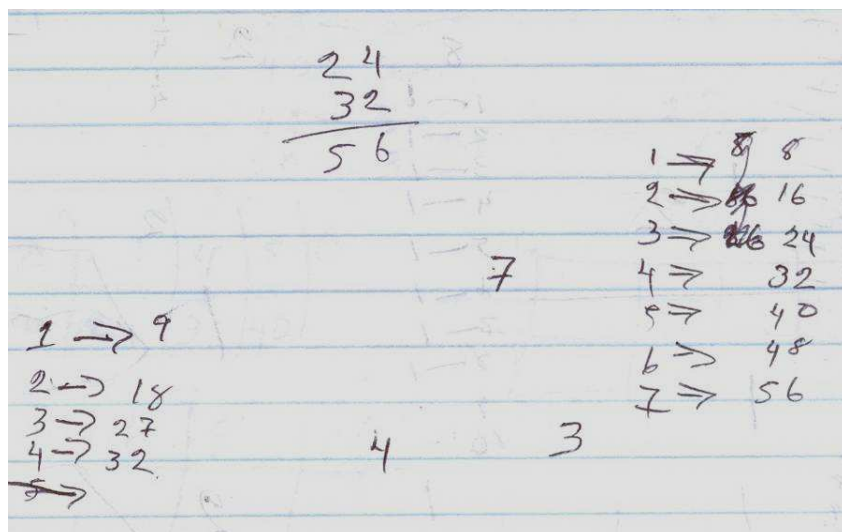 24
32
56
1 → 8 8
2 → 16
3 → 24
7
4 → 32
5 → 40
1 → 9
6 → 48
2 → 18
7 → 56
3 → 27
4 3
4 → 32
5 →